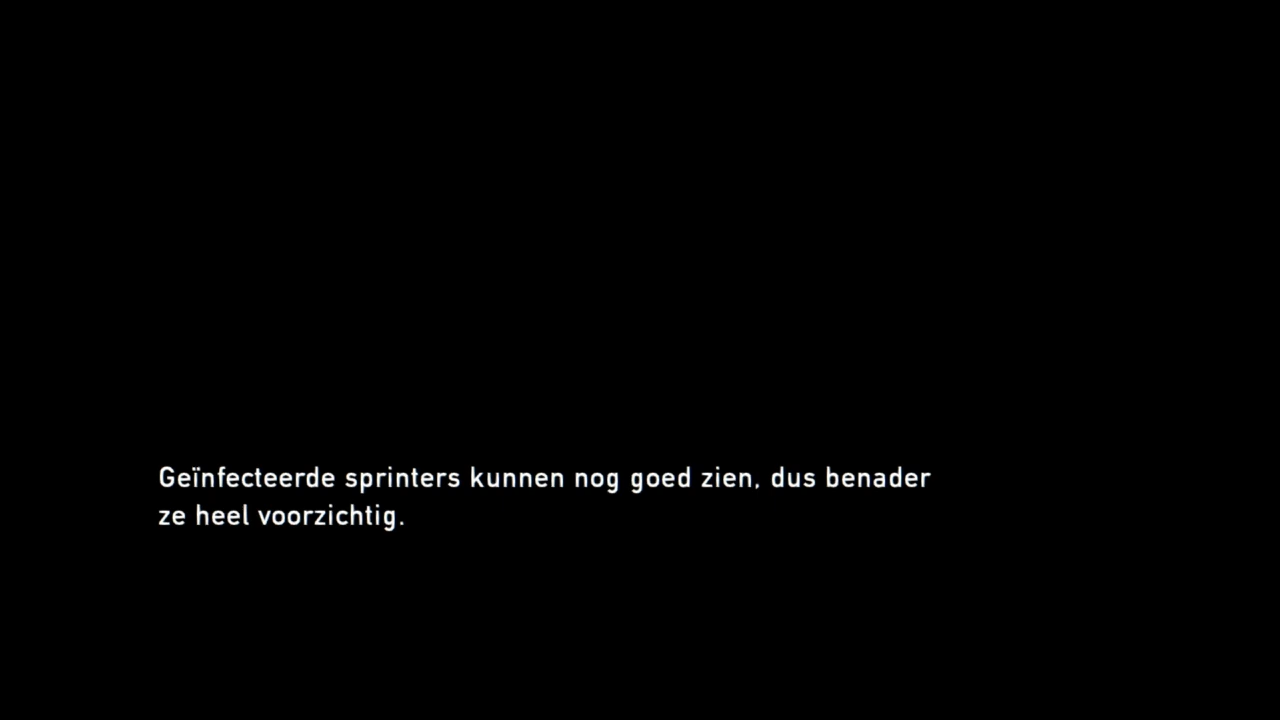 Geïnfecteerde sprinters kunnen nog goed zien, dus benader
ze heel voorzichtig.